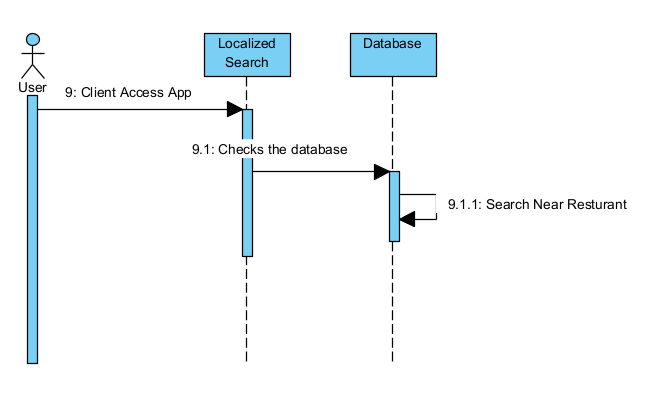 Localized
Search
Database
User
9: Client Access App
9.1: Checks the database
9.1.1: Search Near Resturant